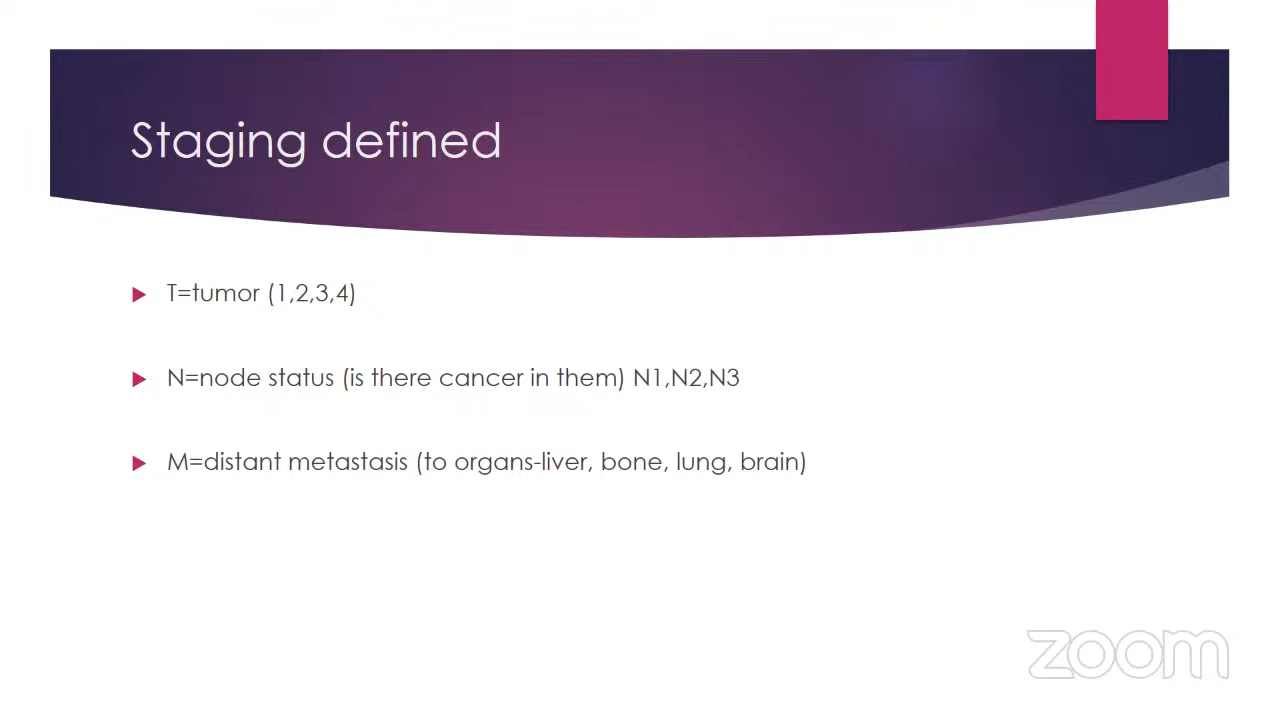 Staging defined
T=tumor (1,2,3,4)
N=node status (is there cancer in them) N1,N2,N3
M=distant metastasis (to organs-liver, bone, lung, brain)
zoom